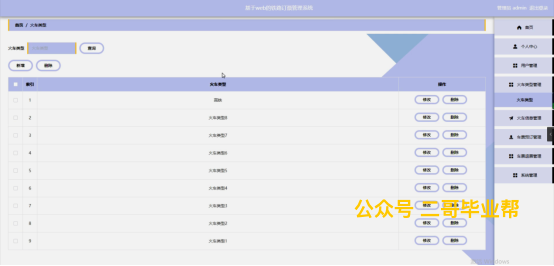 基于web的铁路订票管理系统
管理员 admin 退出登录
首页 / 火车类型
火车类型 火车类型 查询
新增 删除
索引 火车类型 操作
1 修改 删除
2 火车类型8 修改 删除
3 火车类型7 修改 删除
4 火车类型6 修改 删除
5 火车类型5 修改 删除
6 火车类型4 修改 删除
7 火车类型3 修改 删除
8 火车类型2 修改 删除
9 火车类型1 修改 删除
首页
个人中心
用户管理
火车类型管理
火车类型
火车信息管理
车票预订管理
车票退票管理
系统管理
公众号 二哥毕业帮